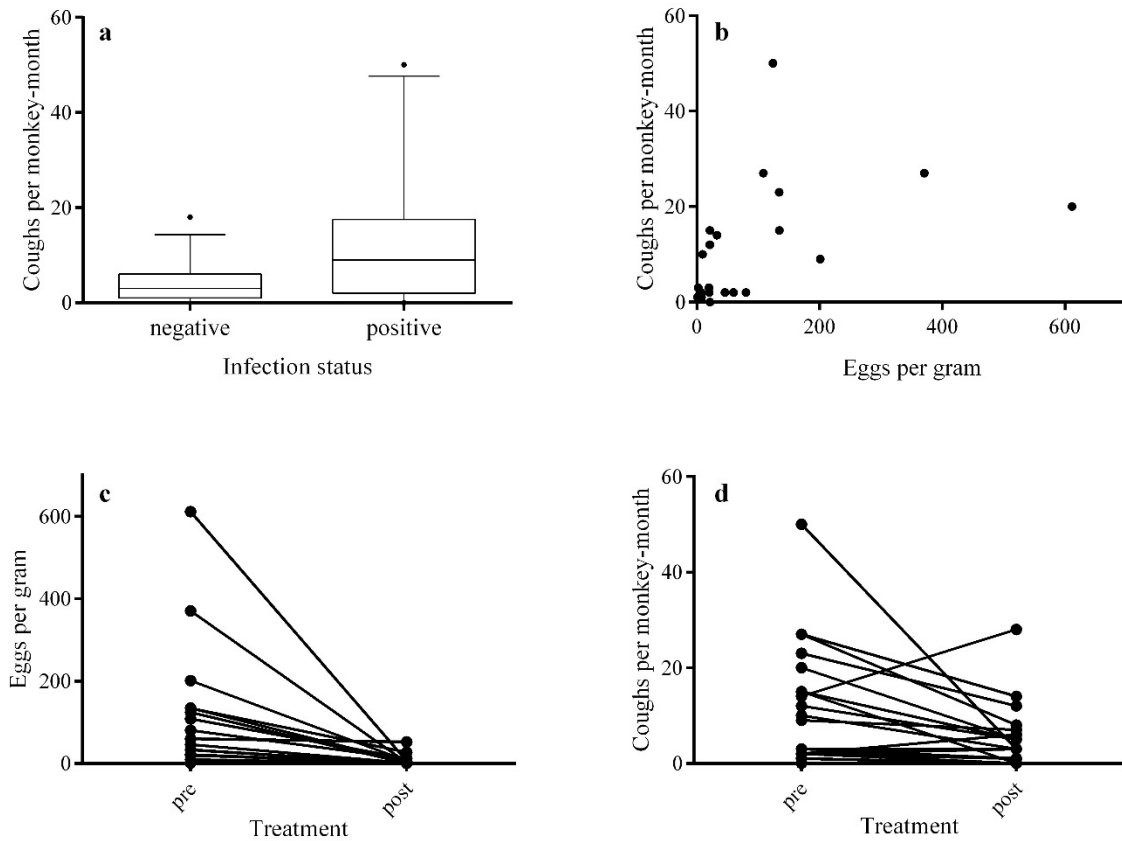 a
Coughs per monkey-month
60
40
20
0
negative
positive
Infection status
b
Coughs per monkey-month
60
40
20
0
0
200
400
600
Eggs per gram
c
Eggs per gram
600
400
200
0
pre
post
Treatment
d
Coughs per monkey-month
60
40
20
0
pre
post
Treatment